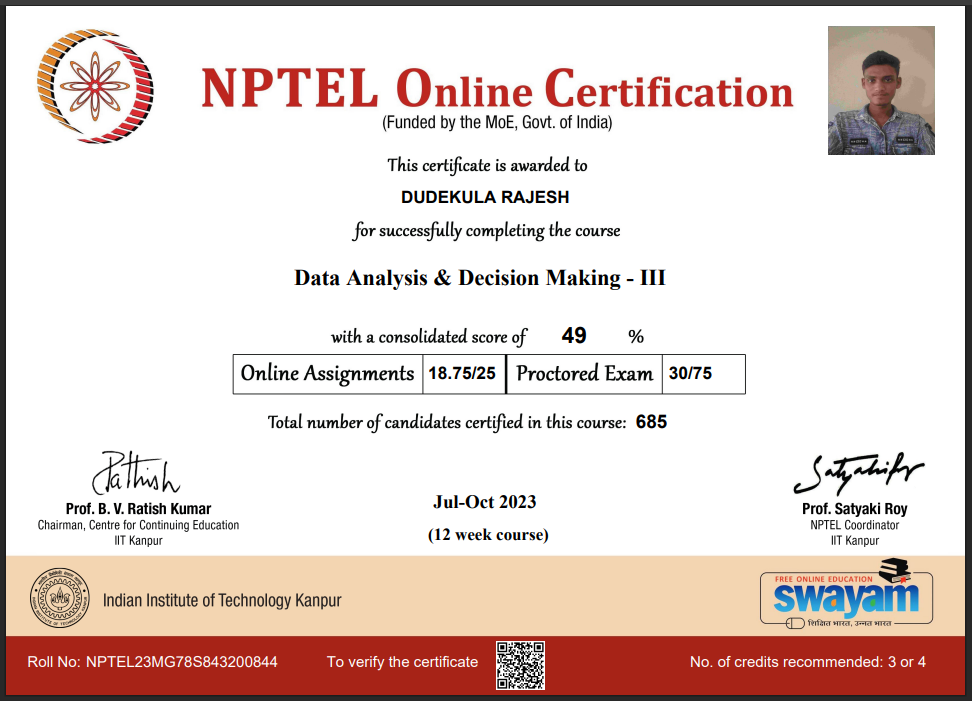 NPTEL Online Certification
(Funded by the MoE, Govt. of India)
This certificate is awarded to
DUDEKULA RAJESH
for successfully completing the course
Data Analysis & Decision Making - III
with a consolidated score of 49 %
Online Assignments 18.75/25 Proctored Exam 30/75
Total number of candidates certified in this course: 685
Prof. B. V. Ratish Kumar
Chairman, Centre for Continuing Education
IIT Kanpur
Jul-Oct 2023
(12 week course)
Prof. Satyaki Roy
NPTEL Coordinator
IIT Kanpur
Indian Institute of Technology Kanpur
FREE ONLINE EDUCATION
swayam
शिक्षित भारत, उन्नत भारत
Roll No: NPTEL23MG78S843200844
To verify the certificate
No. of credits recommended: 3 or 4